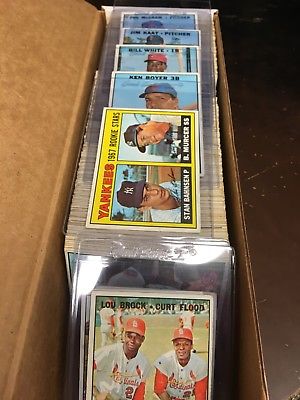 JIM KAAT - PITCHER
BILL WHITE - 1B
KEN BOYER 3B
YANKEES
1967 ROOKIE STARS
STAN BAHNSEN P
B. MURCER SS
LOU BROCK - CURT FLOOD